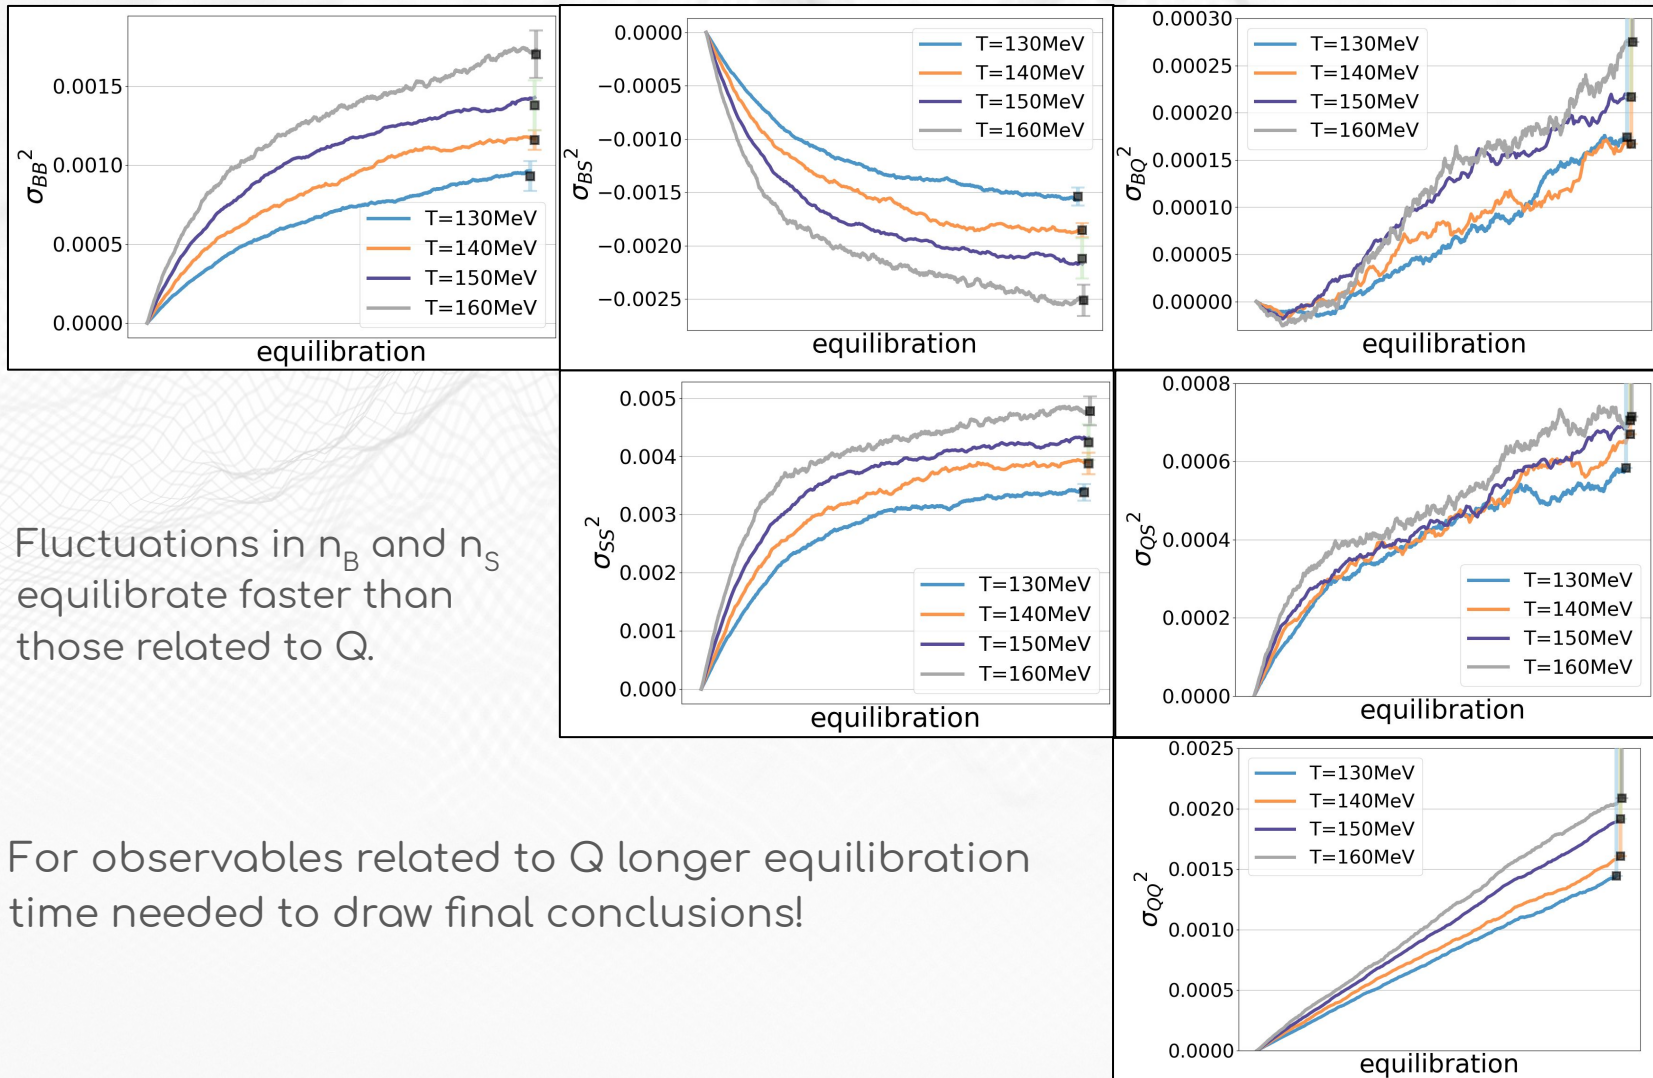 σBB²
0.0015
0.0010
0.0005
0.0000
T=130MeV
T=140MeV
T=150MeV
T=160MeV
equilibration
σBS²
0.0000
−0.0005
−0.0010
−0.0015
−0.0020
−0.0025
T=130MeV
T=140MeV
T=150MeV
T=160MeV
equilibration
σBQ²
0.00030
0.00025
0.00020
0.00015
0.00010
0.00005
0.00000
T=130MeV
T=140MeV
T=150MeV
T=160MeV
equilibration
Fluctuations in nB and nS
equilibrate faster than
those related to Q.
σSS²
0.005
0.004
0.003
0.002
0.001
0.000
T=130MeV
T=140MeV
T=150MeV
T=160MeV
equilibration
σQS²
0.0008
0.0006
0.0004
0.0002
0.0000
T=130MeV
T=140MeV
T=150MeV
T=160MeV
equilibration
For observables related to Q longer equilibration
time needed to draw final conclusions!
σQQ²
0.0025
0.0020
0.0015
0.0010
0.0005
0.0000
T=130MeV
T=140MeV
T=150MeV
T=160MeV
equilibration